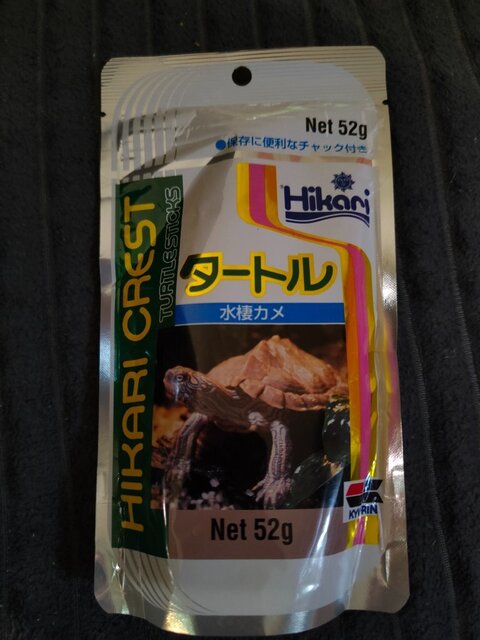 Net 52g
●保存に便利なチャック付き
Hikari
HIKARI CREST
TURTLE STICKS
タートル
水棲カメ
Net 52g
KYORIN